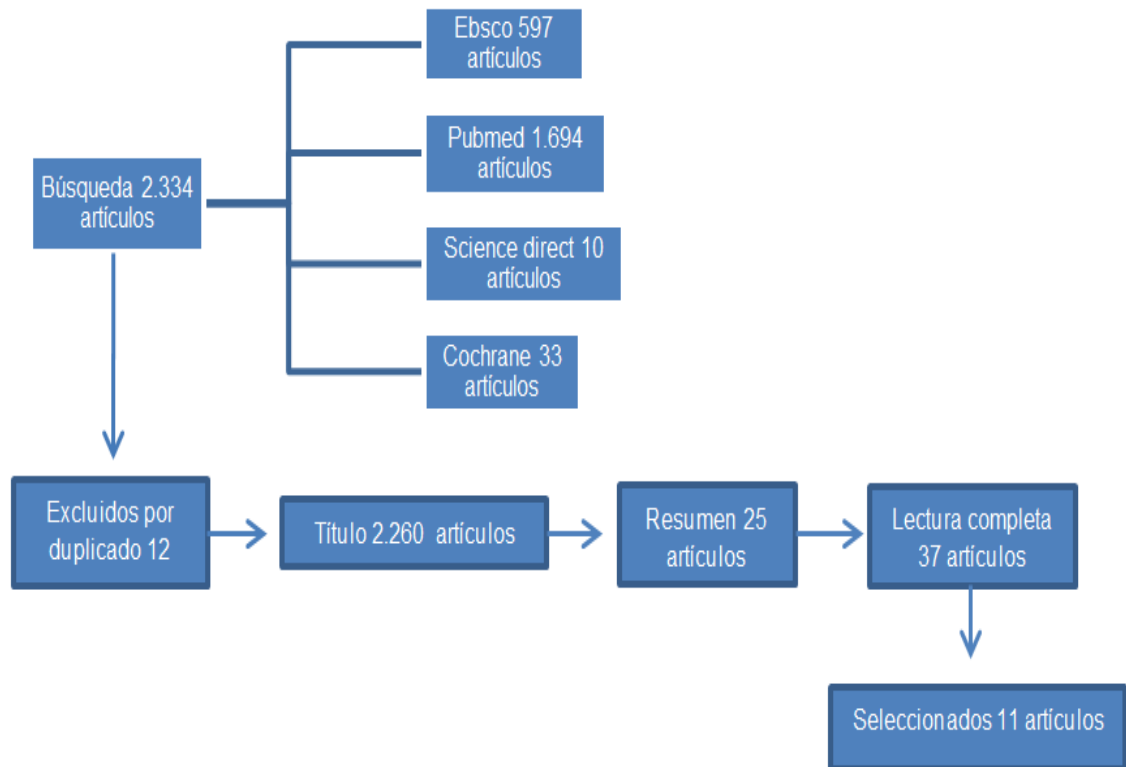 Ebsco 597
artículos
Pubmed 1.694
artículos
Búsqueda 2.334
artículos
Science direct 10
artículos
Cochrane 33
artículos
Excluidos por
duplicado 12
Título 2.260 artículos
Resumen 25
artículos
Lectura completa
37 artículos
Seleccionados 11 artículos